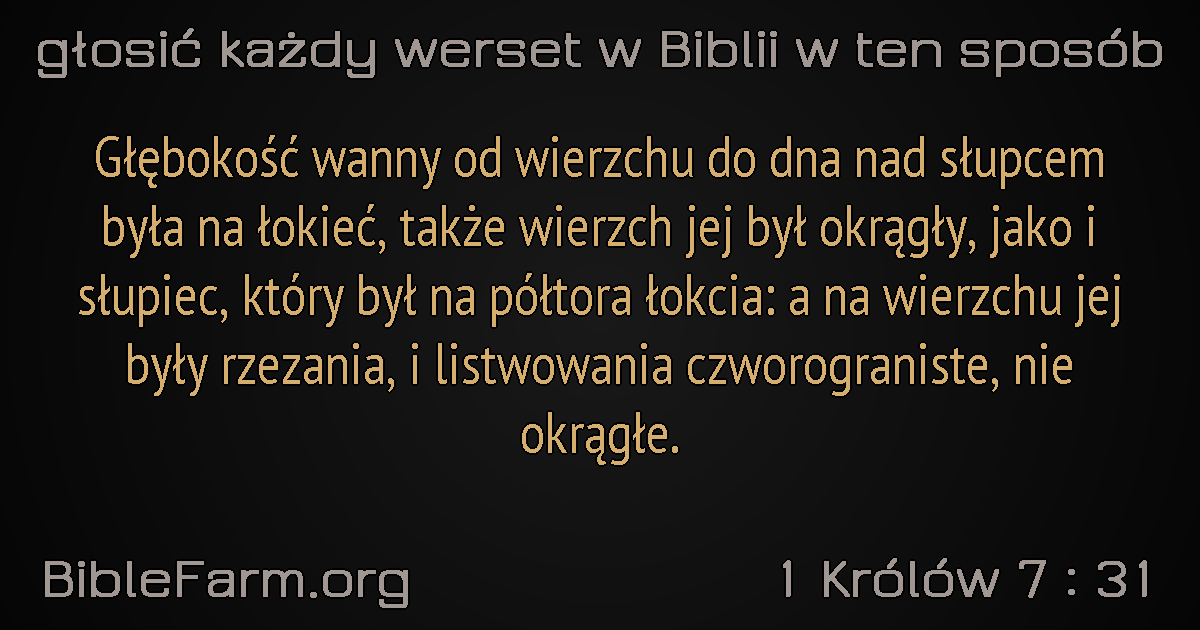 głosić każdy werset w Biblii w ten sposób
Głębokość wanny od wierzchu do dna nad słupcem
była na łokieć, także wierzch jej był okrągły, jako i
słupiec, który był na półtora łokcia: a na wierzchu jej
były rzezania, i listwowania czworograniste, nie
okrągłe.
BibleFarm.org
1 Królów 7 : 31